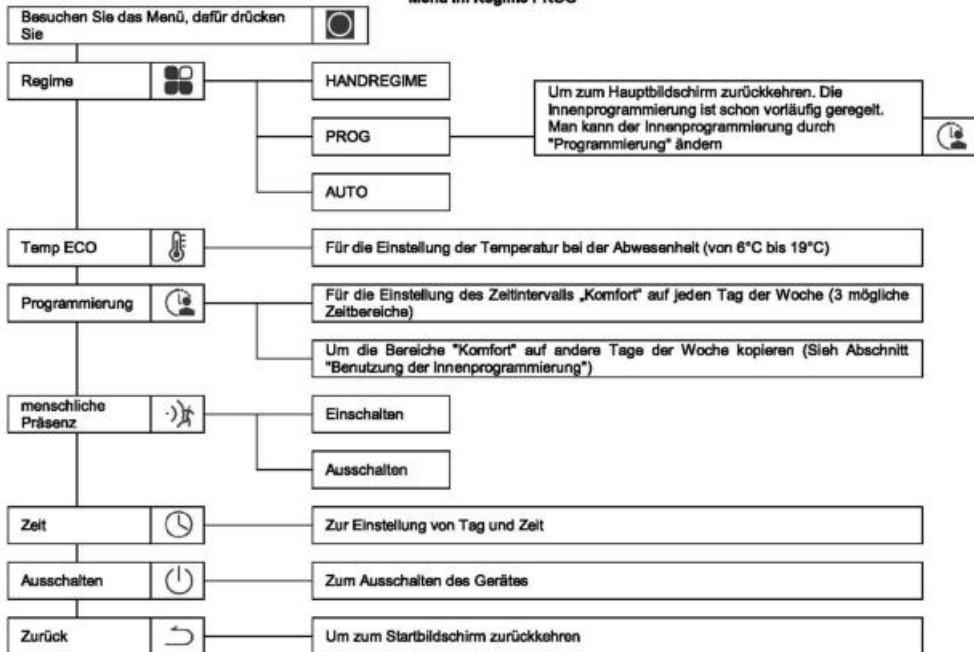 Menü im Regime PROG
Besuchen Sie das Menü, dafür drücken
Sie
Regime
HANDREGIME
PROG
Um zum Hauptbildschirm zurückkehren. Die
Innenprogrammierung ist schon vorläufig geregelt.
Man kann der Innenprogrammierung durch
"Programmierung" ändern
AUTO
Temp ECO
Für die Einstellung der Temperatur bei der Abwesenheit (von 6°C bis 19°C)
Programmierung
Für die Einstellung des Zeitintervalls „Komfort" auf jeden Tag der Woche (3 mögliche
Zeitbereiche)
Um die Bereiche "Komfort" auf andere Tage der Woche kopieren (Sieh Abschnitt
"Benutzung der Innenprogrammierung")
menschliche
Präsenz
Einschalten
Ausschalten
Zeit
Zur Einstellung von Tag und Zeit
Ausschalten
Zum Ausschalten des Gerätes
Zurück
Um zum Startbildschirm zurückkehren